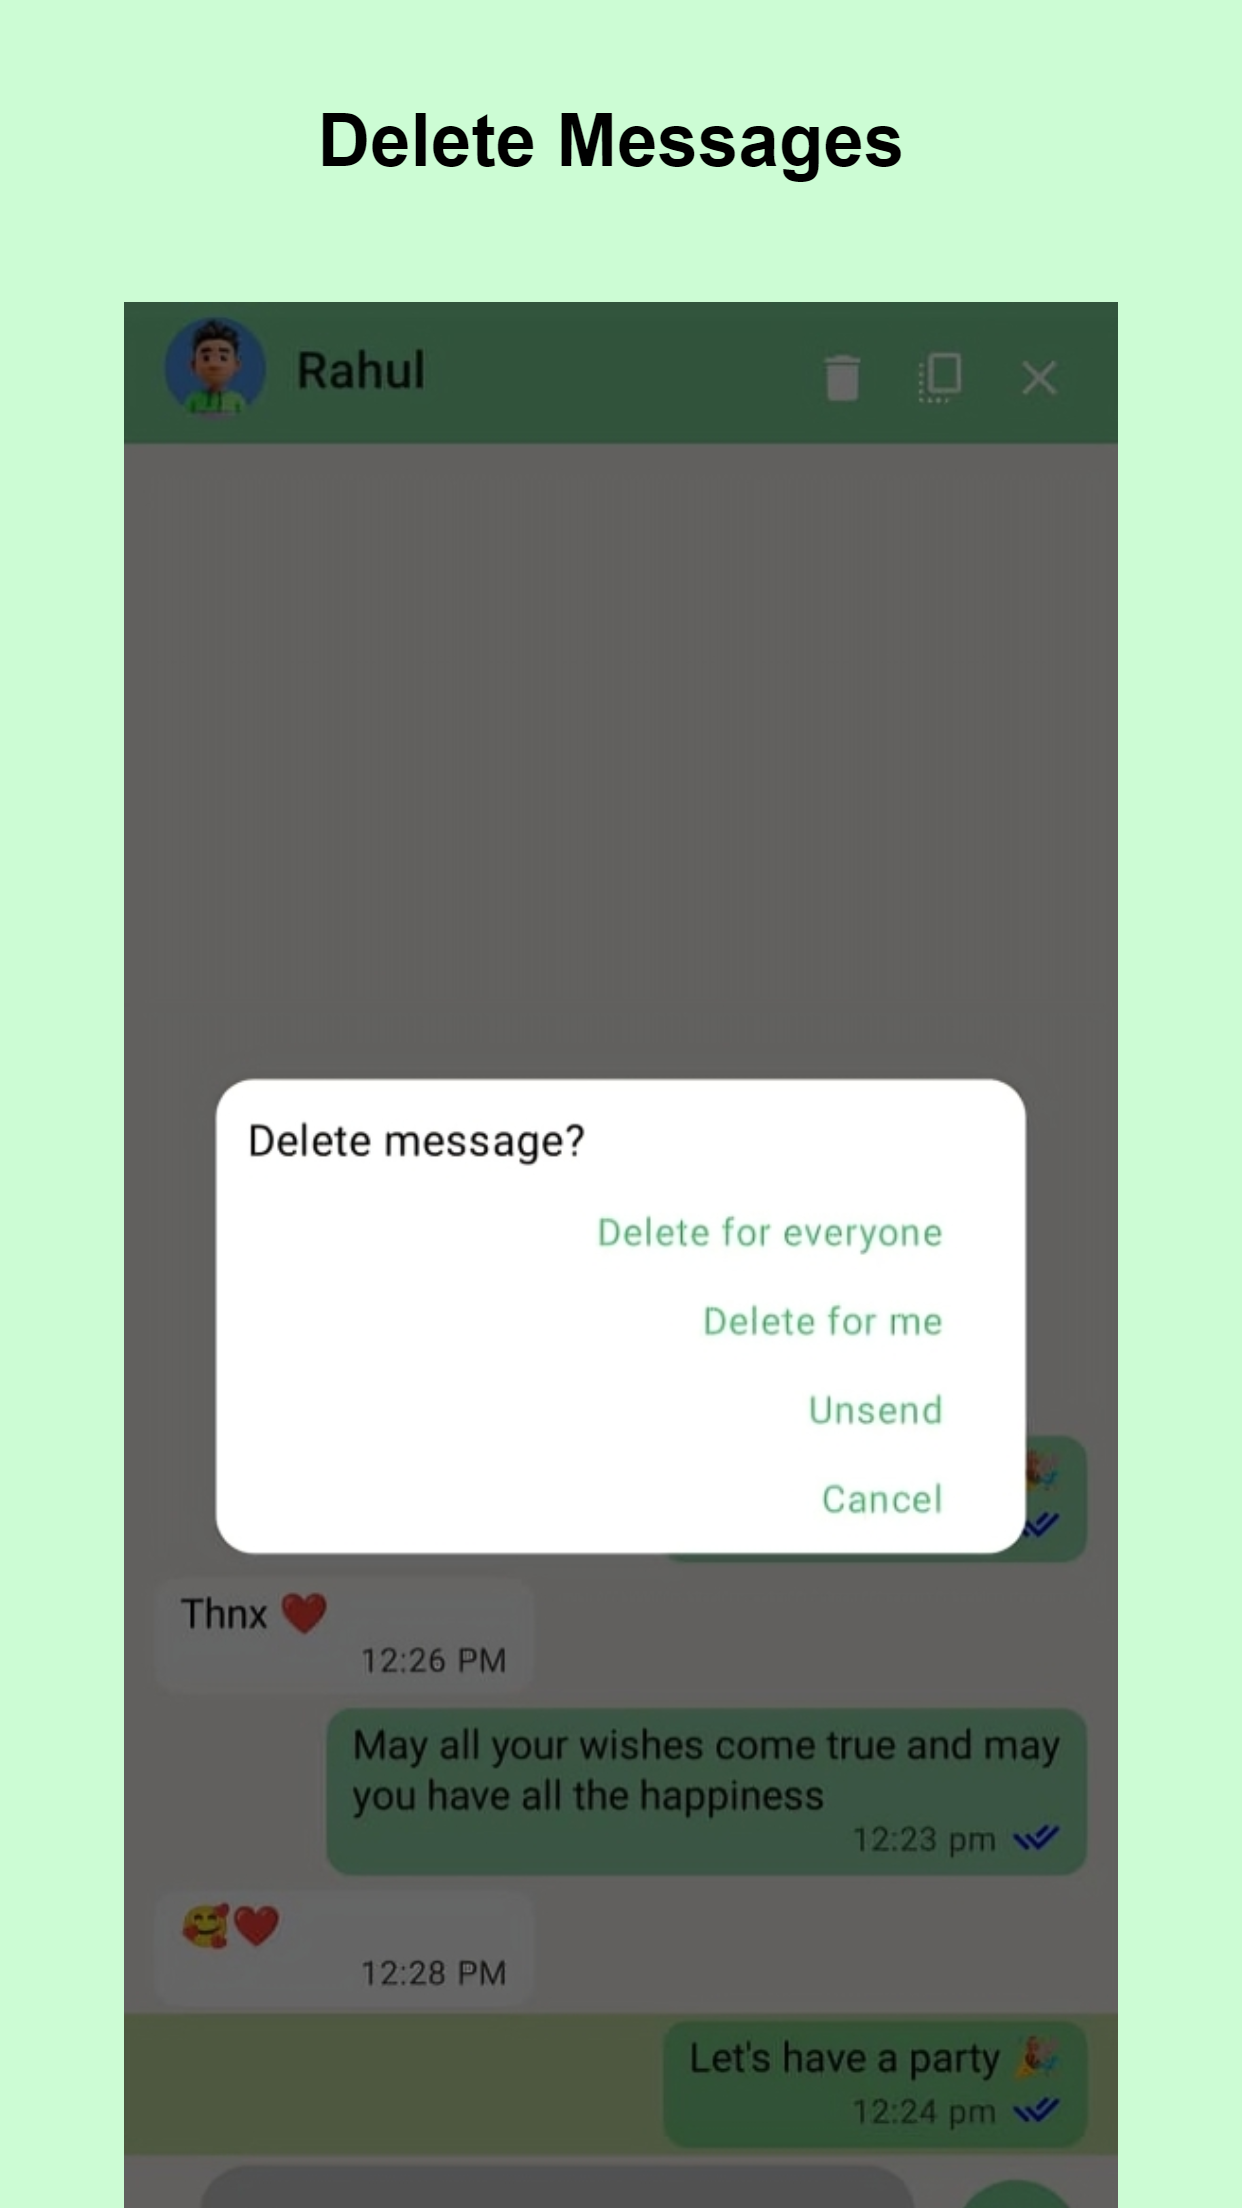 Delete Messages
Rahul
Delete message?
Delete for everyone
Delete for me
Unsend
Cancel
Thnx ❤️
12:26 PM
May all your wishes come true and may
you have all the happiness
12:23 pm
🥰❤️
12:28 PM
Let's have a party 🎉
12:24 pm